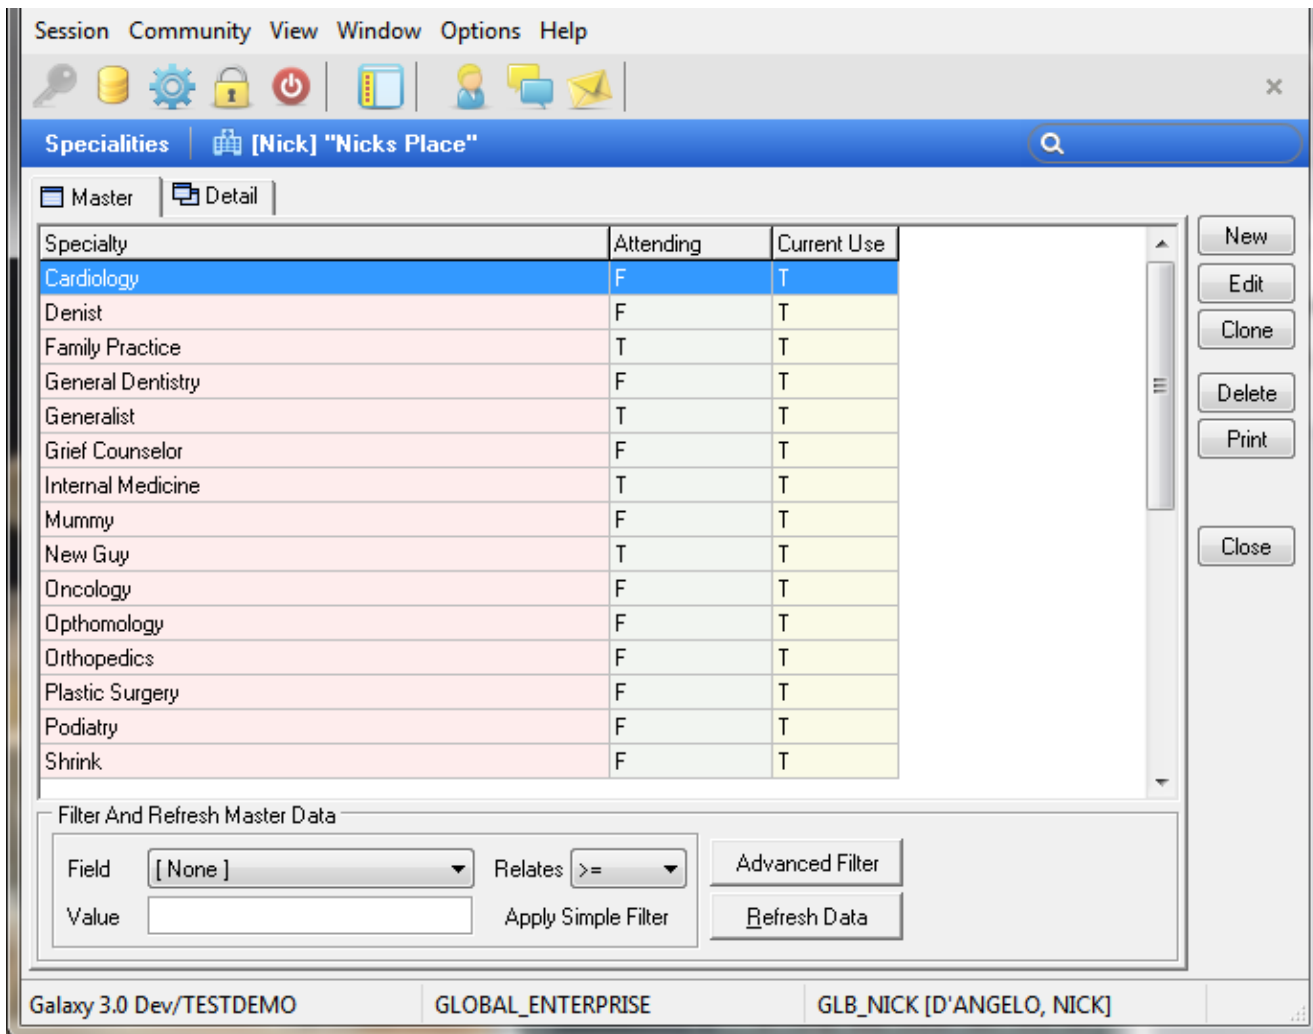 Session Community View Window Options Help
Specialities [Nick] "Nicks Place"
Master Detail
Specialty Attending Current Use
Cardiology F T
Denist F T
Family Practice T T
General Dentistry F T
Generalist T T
Grief Counselor F T
Internal Medicine T T
Mummy F T
New Guy T T
Oncology F T
Opthomology F T
Orthopedics F T
Plastic Surgery F T
Podiatry F T
Shrink F T
New
Edit
Clone
Delete
Print
Close
Filter And Refresh Master Data
Field [ None ] Relates >= Advanced Filter
Value Apply Simple Filter Refresh Data
Galaxy 3.0 Dev/TESTDEMO GLOBAL_ENTERPRISE GLB_NICK [D'ANGELO, NICK]